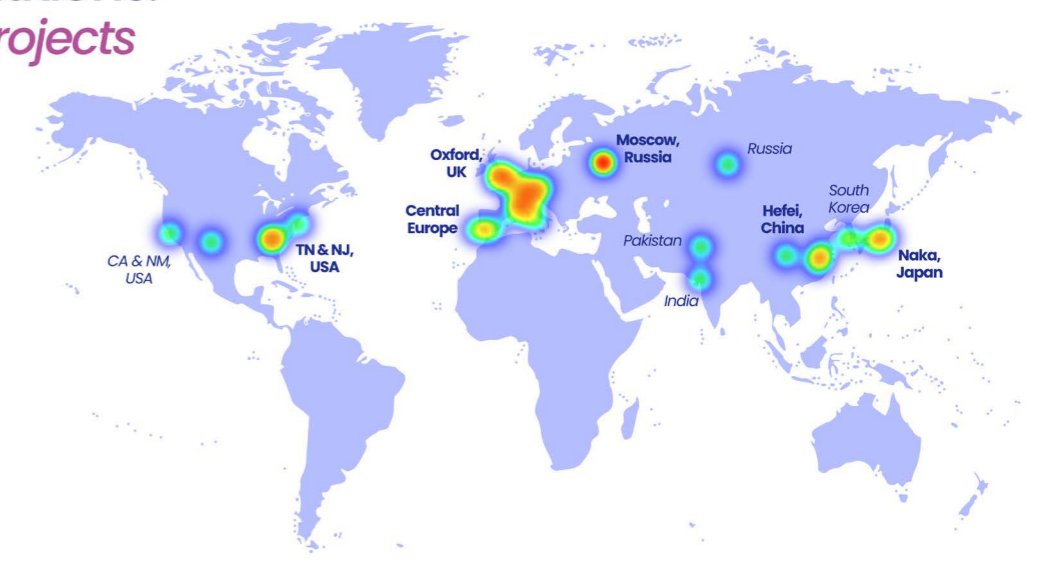 rojects
Moscow,
Russia
Russia
Oxford,
UK
South
Korea
Central
Europe
Hefei,
China
Pakistan
TN & NJ,
USA
CA & NM,
USA
Naka,
Japan
India